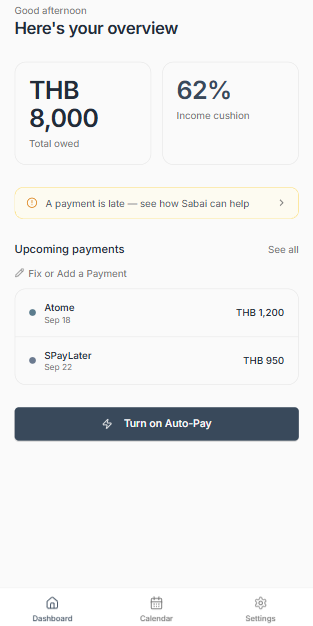 Good afternoon
Here's your overview
THB
8,000
Total owed
62%
Income cushion
A payment is late — see how Sabai can help
Upcoming payments
See all
Fix or Add a Payment
Atome
Sep 18
THB 1,200
SPayLater
Sep 22
THB 950
Turn on Auto-Pay
Dashboard
Calendar
Settings